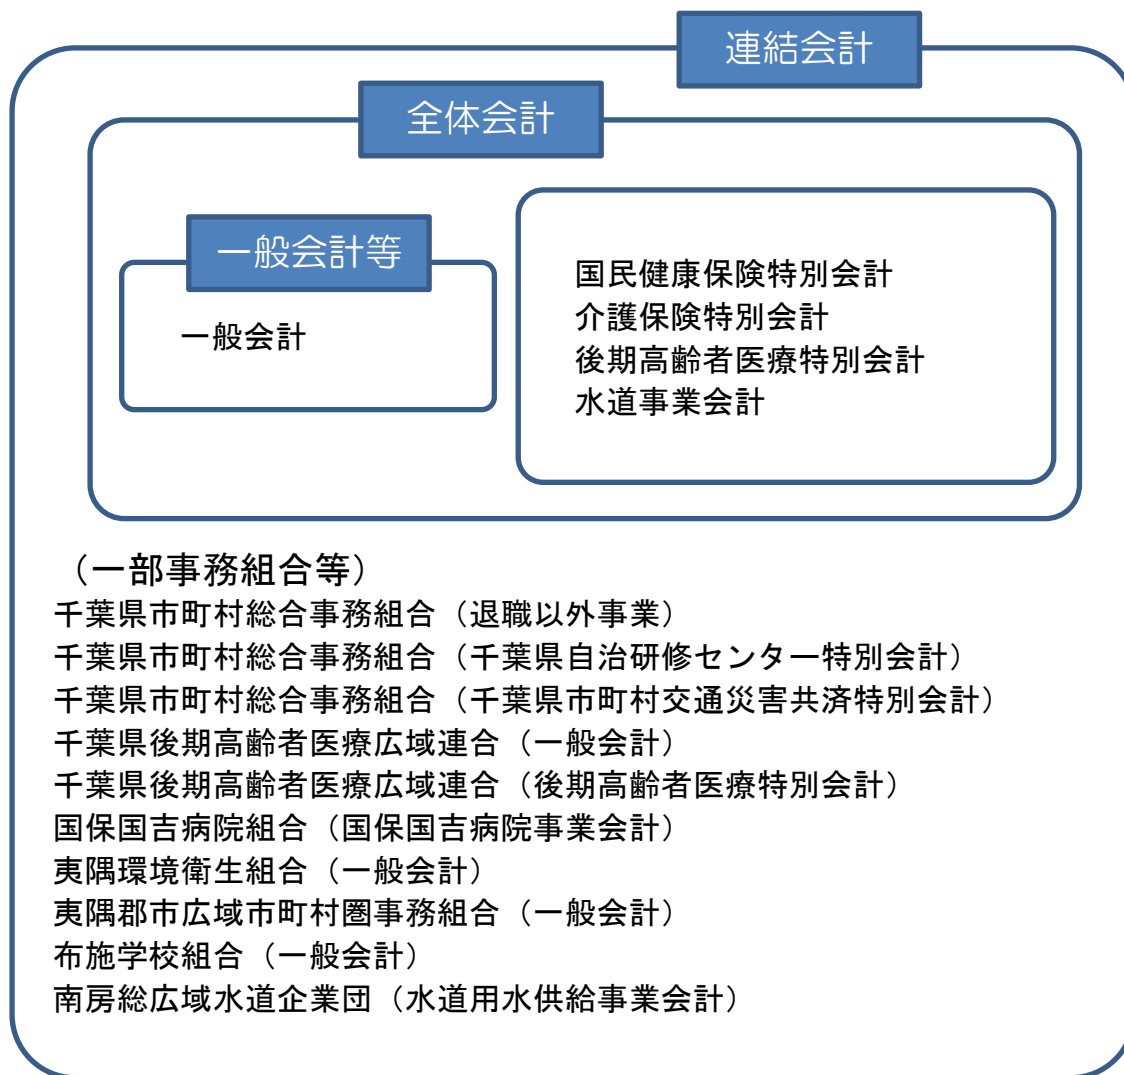 連結会計
全体会計
一般会計等
一般会計
国民健康保険特別会計
介護保険特別会計
後期高齢者医療特別会計
水道事業会計
（一部事務組合等）
千葉県市町村総合事務組合（退職以外事業）
千葉県市町村総合事務組合（千葉県自治研修センター特別会計）
千葉県市町村総合事務組合（千葉県市町村交通災害共済特別会計）
千葉県後期高齢者医療広域連合（一般会計）
千葉県後期高齢者医療広域連合（後期高齢者医療特別会計）
国保国吉病院組合（国保国吉病院事業会計）
夷隅環境衛生組合（一般会計）
夷隅郡市広域市町村圏事務組合（一般会計）
布施学校組合（一般会計）
南房総広域水道企業団（水道用水供給事業会計）